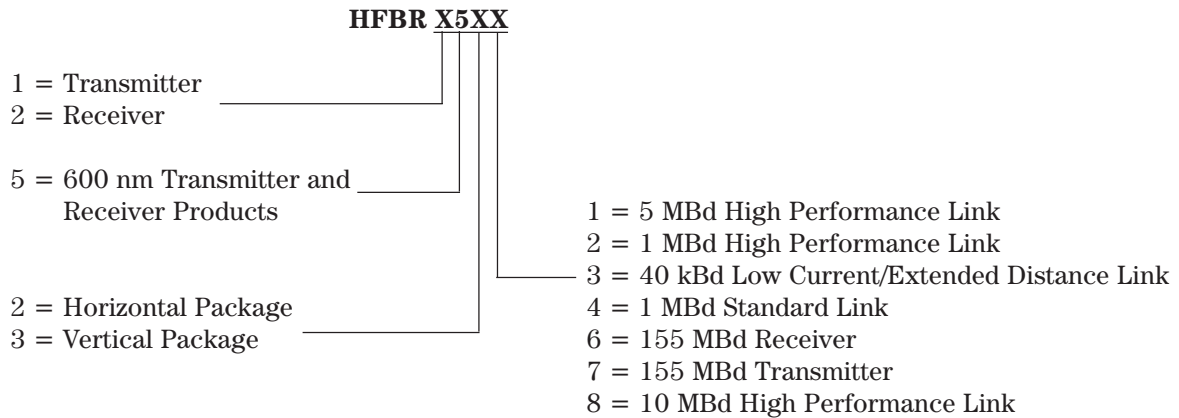 HFBR X5XX
1 = Transmitter
2 = Receiver
5 = 600 nm Transmitter and
Receiver Products
2 = Horizontal Package
3 = Vertical Package
1 = 5 MBd High Performance Link
2 = 1 MBd High Performance Link
3 = 40 kBd Low Current/Extended Distance Link
4 = 1 MBd Standard Link
6 = 155 MBd Receiver
7 = 155 MBd Transmitter
8 = 10 MBd High Performance Link